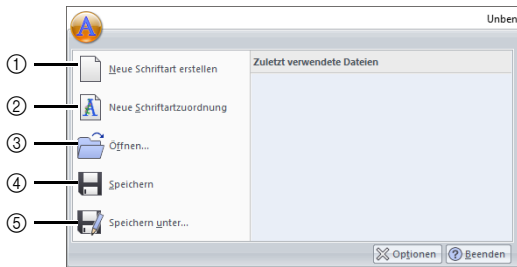 Unben
① Neue Schriftart erstellen
Zuletzt verwendete Dateien
② Neue Schriftartzuordnung
③ Öffnen...
④ Speichern
⑤ Speichern unter...
Optionen Beenden